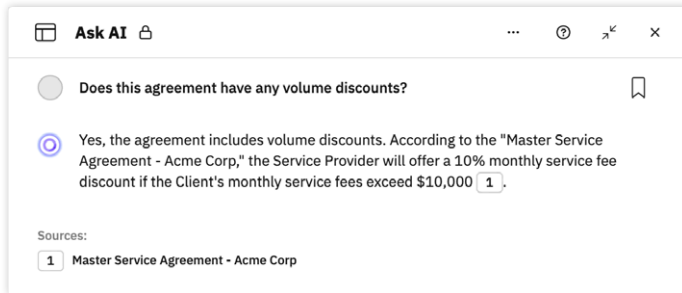 Ask AI
Does this agreement have any volume discounts?
Yes, the agreement includes volume discounts. According to the "Master Service
Agreement - Acme Corp," the Service Provider will offer a 10% monthly service fee
discount if the Client's monthly service fees exceed $10,000 1.
Sources:
1 Master Service Agreement - Acme Corp